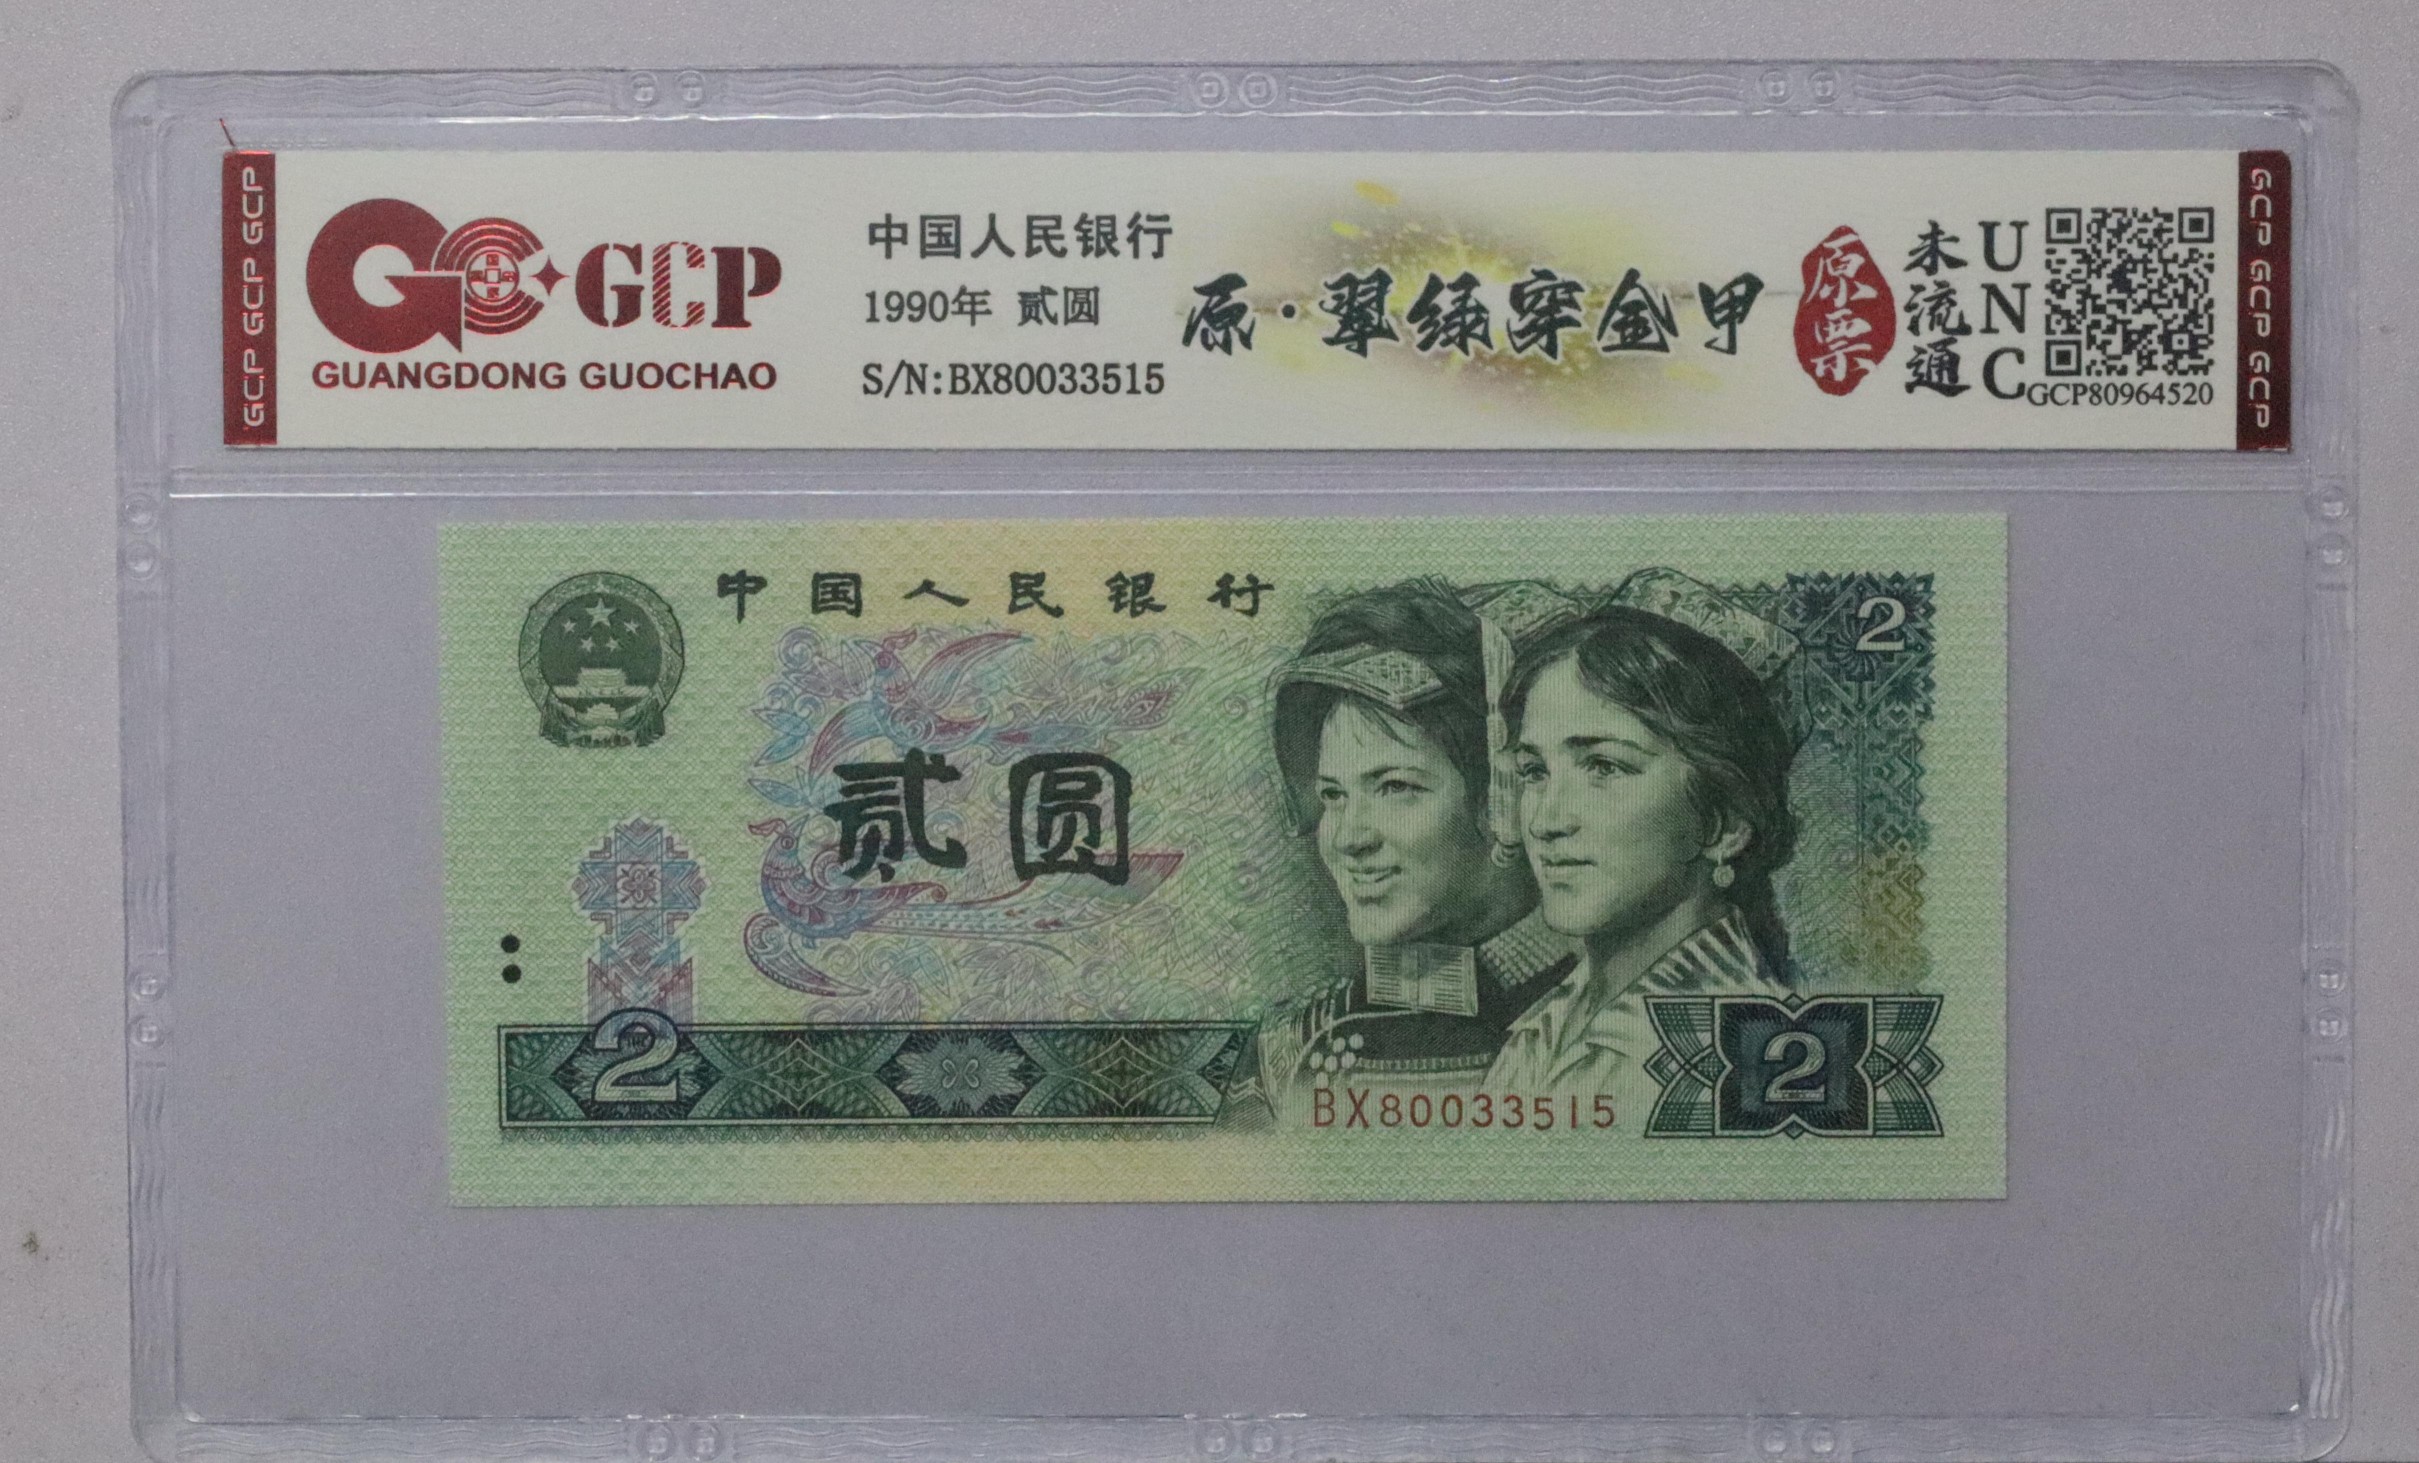 GCP GCP GCP
GCP
GUANGDONG GUOCHAO
中国人民银行
1990年 贰圆
S/N:BX80033515
原·翠绿穿金甲
原票
未流通
UNC
GCP80964520
GCP GCP GCP
中国人民银行
2
贰圆
2
2
BX80033515